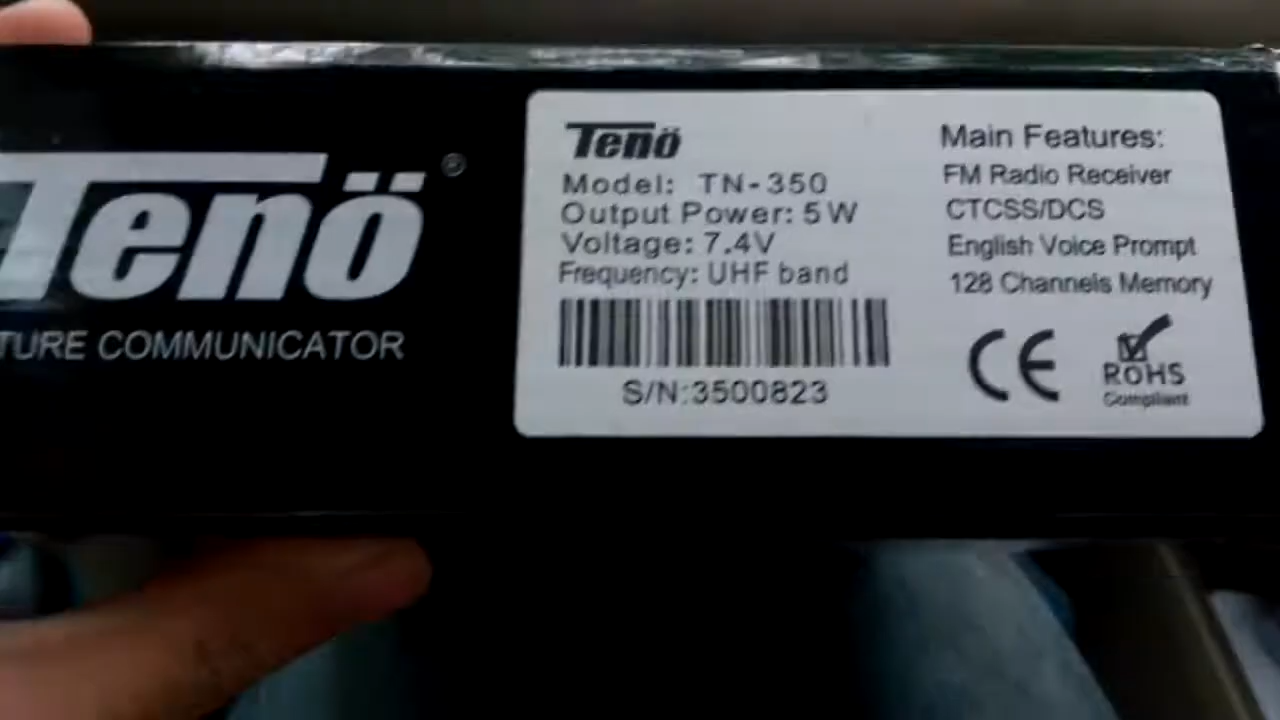 Tenö ®
TURE COMMUNICATOR
Tenö
Model: TN-350
Output Power: 5W
Voltage: 7.4V
Frequency: UHF band
S/N:3500823
Main Features:
FM Radio Receiver
CTCSS/DCS
English Voice Prompt
128 Channels Memory
CE
ROHS
Compliant